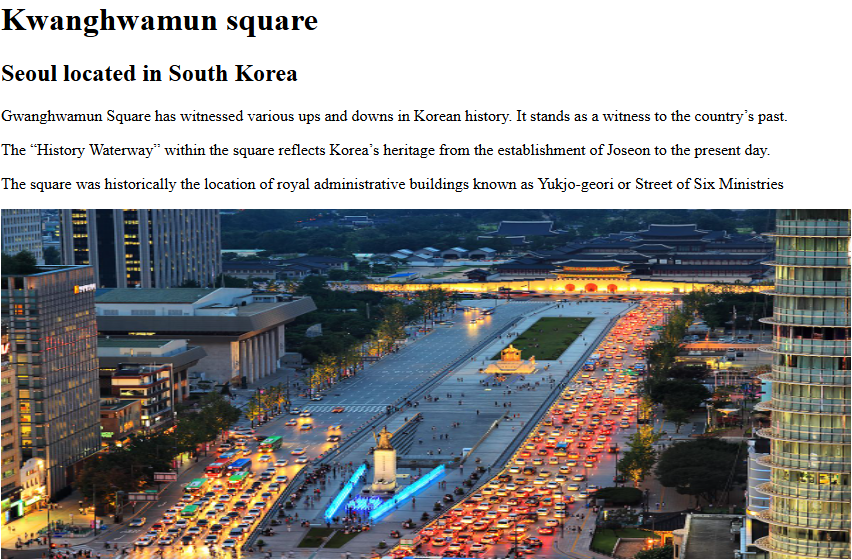 Kwanghwamun square
Seoul located in South Korea
Gwanghwamun Square has witnessed various ups and downs in Korean history. It stands as a witness to the country’s past.
The “History Waterway” within the square reflects Korea’s heritage from the establishment of Joseon to the present day.
The square was historically the location of royal administrative buildings known as Yukjo-geori or Street of Six Ministries